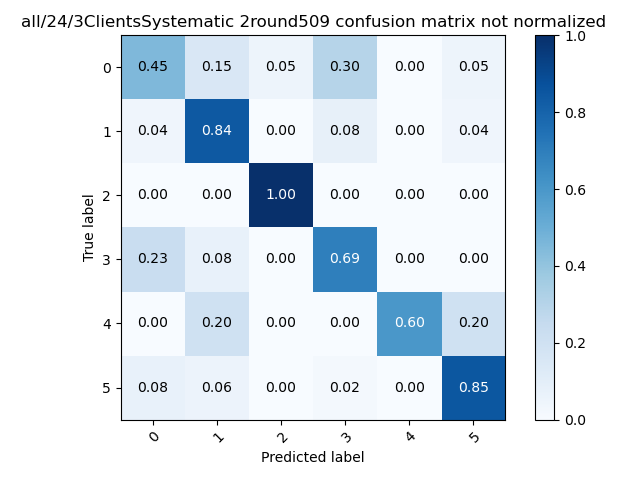 all/24/3ClientsSystematic 2round509 confusion matrix not normalized
0 0.45 0.15 0.05 0.30 0.00 0.05
1 0.04 0.84 0.00 0.08 0.00 0.04
2 0.00 0.00 1.00 0.00 0.00 0.00
3 0.23 0.08 0.00 0.69 0.00 0.00
4 0.00 0.20 0.00 0.00 0.60 0.20
5 0.08 0.06 0.00 0.02 0.00 0.85
True label
0 1 2 3 4 5
Predicted label
1.0
0.8
0.6
0.4
0.2
0.0